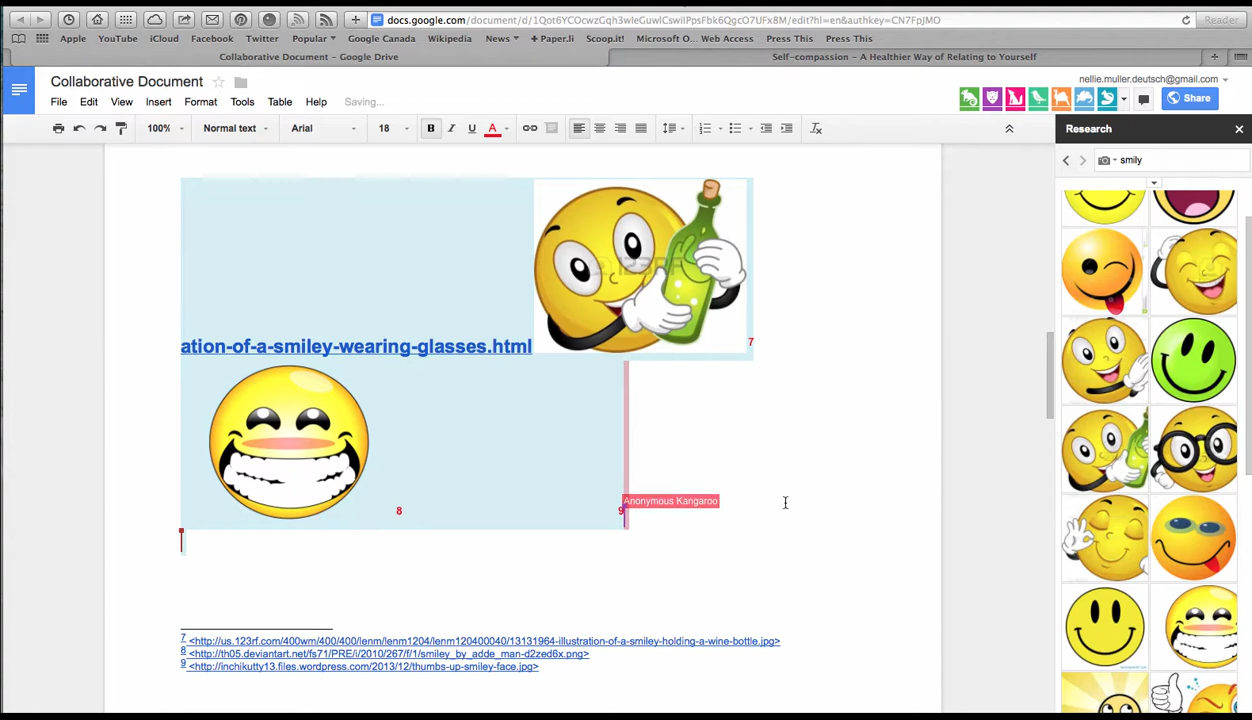 docs.google.com/document/d/1Qot6YCOcwzGqh3wleGuwlCswiIPpsFbk6QgcO7UFx8M/edit?hl=en&authkey=CN7FpJMO
Reader
Apple YouTube iCloud Facebook Twitter Popular Google Canada Wikipedia News Paper.li Scoop.it! Microsoft O... Web Access Press This Press This
Collaborative Document – Google Drive Self-compassion – A Healthier Way of Relating to Yourself
Collaborative Document
nellie.muller.deutsch@gmail.com
File Edit View Insert Format Tools Table Help Saving...
Share
100% Normal text Arial 18 B I U A
Research
smily
123RF
7
ation-of-a-smiley-wearing-glasses.html
Anonymous Kangaroo
8 9
7 <http://us.123rf.com/400wm/400/400/lenm/lenm1204/lenm120400040/13131964-illustration-of-a-smiley-holding-a-wine-bottle.jpg>
8 <http://th05.deviantart.net/fs71/PRE/i/2010/267/f/1/smiley_by_adde_man-d2zed6x.png>
9 <http://inchikutty13.files.wordpress.com/2013/12/thumbs-up-smiley-face.jpg>